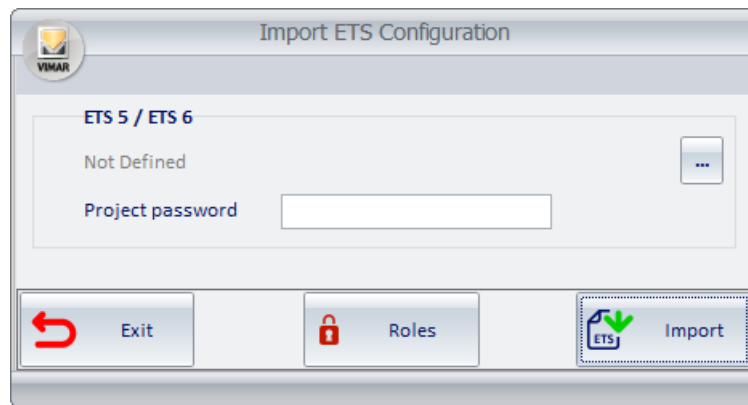 Import ETS Configuration
VIMAR
ETS 5 / ETS 6
Not Defined
...
Project password
Exit
Roles
ETS
Import